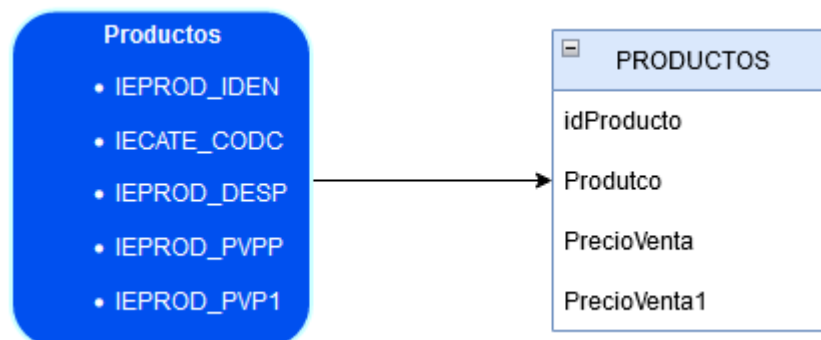 Productos
• IEPROD_IDEN
• IECATE_CODC
• IEPROD_DESP
• IEPROD_PVPP
• IEPROD_PVP1
PRODUCTOS
idProducto
Produtco
PrecioVenta
PrecioVenta1